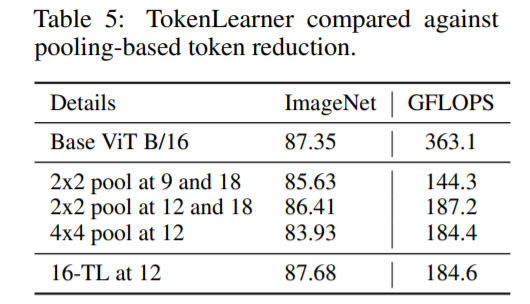 Table 5: TokenLearner compared against
pooling-based token reduction.
Details ImageNet GFLOPS
Base ViT B/16 87.35 363.1
2x2 pool at 9 and 18 85.63 144.3
2x2 pool at 12 and 18 86.41 187.2
4x4 pool at 12 83.93 184.4
16-TL at 12 87.68 184.6